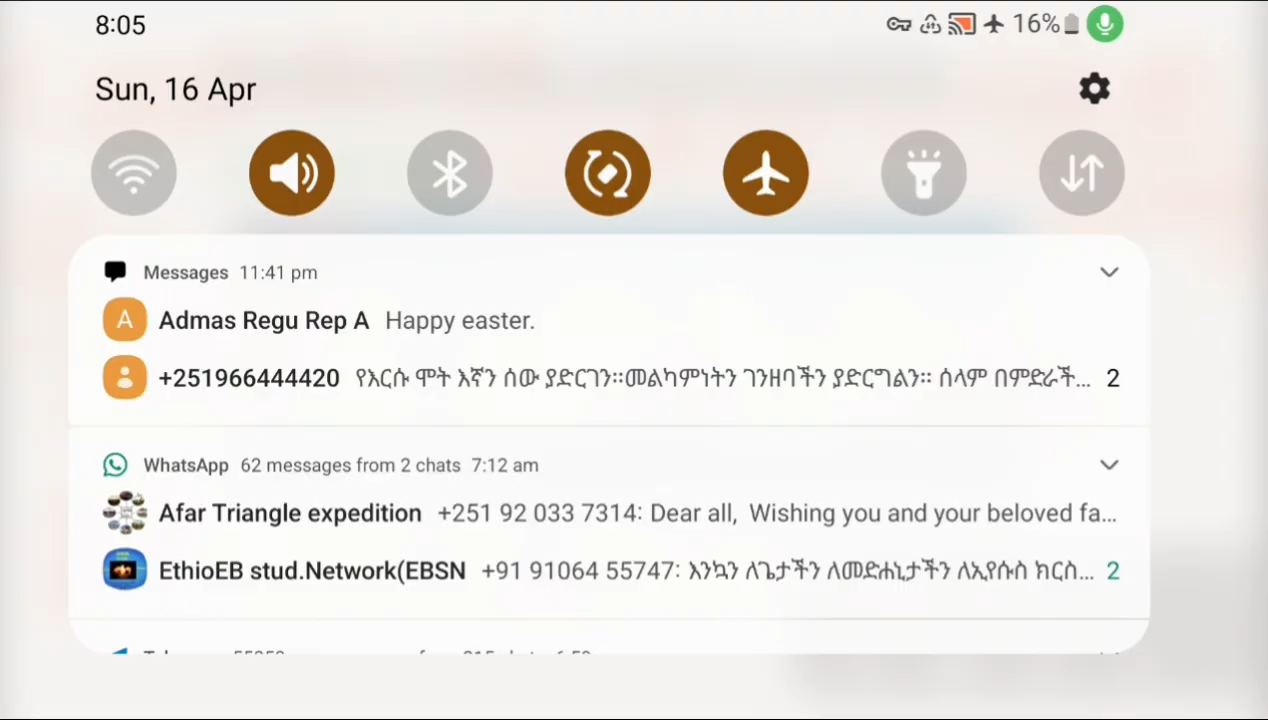 8:05
16%
Sun, 16 Apr
Messages 11:41 pm
A Admas Regu Rep A Happy easter.
+251966444420 የእርሱ ሞት እኛን ሰው ያድርገን።መልካምነትን ገንዘባችን ያድርግልን። ሰላም በምድራች... 2
WhatsApp 62 messages from 2 chats 7:12 am
Afar Triangle expedition +251 92 033 7314: Dear all, Wishing you and your beloved fa...
EthioEB stud.Network(EBSN +91 91064 55747: እንኳን ለጌታችን ለመድሐኒታችን ለኢየሱስ ክርስ... 2